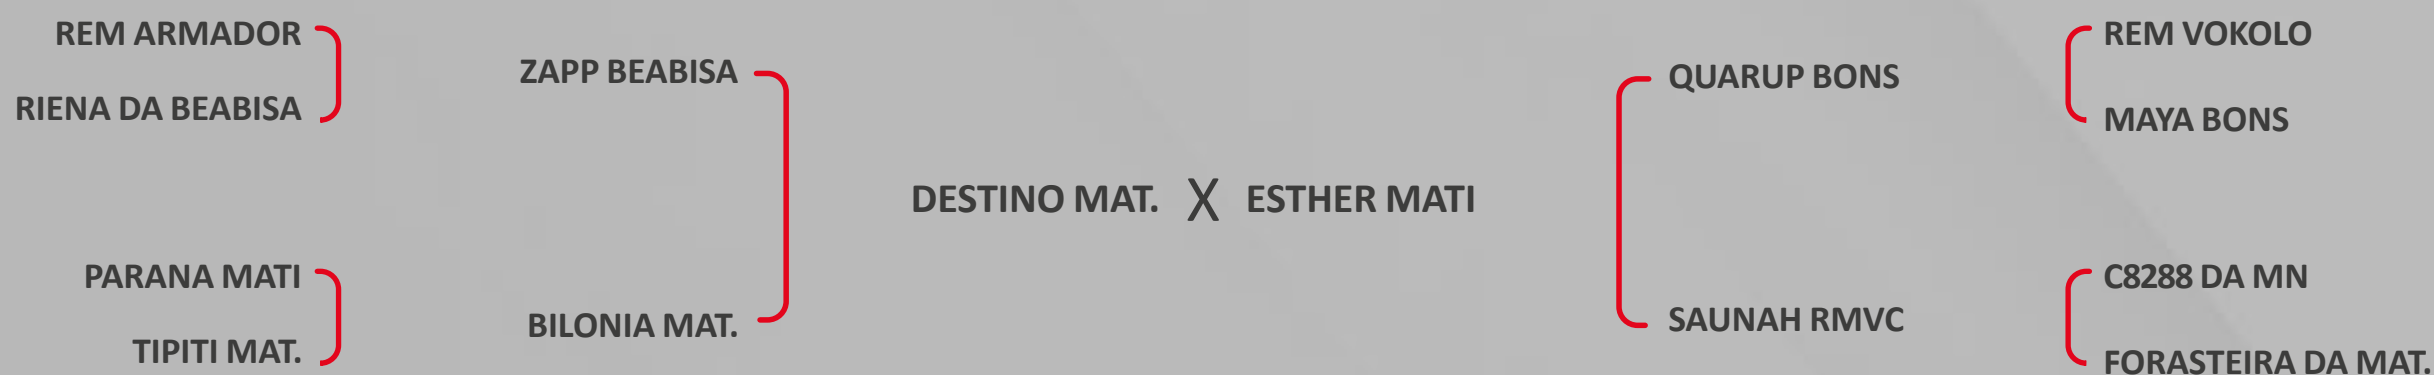 REM ARMADOR
RIENA DA BEABISA
PARANA MATI
TIPITI MAT.
ZAPP BEABISA
BILONIA MAT.
DESTINO MAT. X ESTHER MATI
QUARUP BONS
SAUNAH RMVC
REM VOKOLO
MAYA BONS
C8288 DA MN
FORASTEIRA DA MAT.